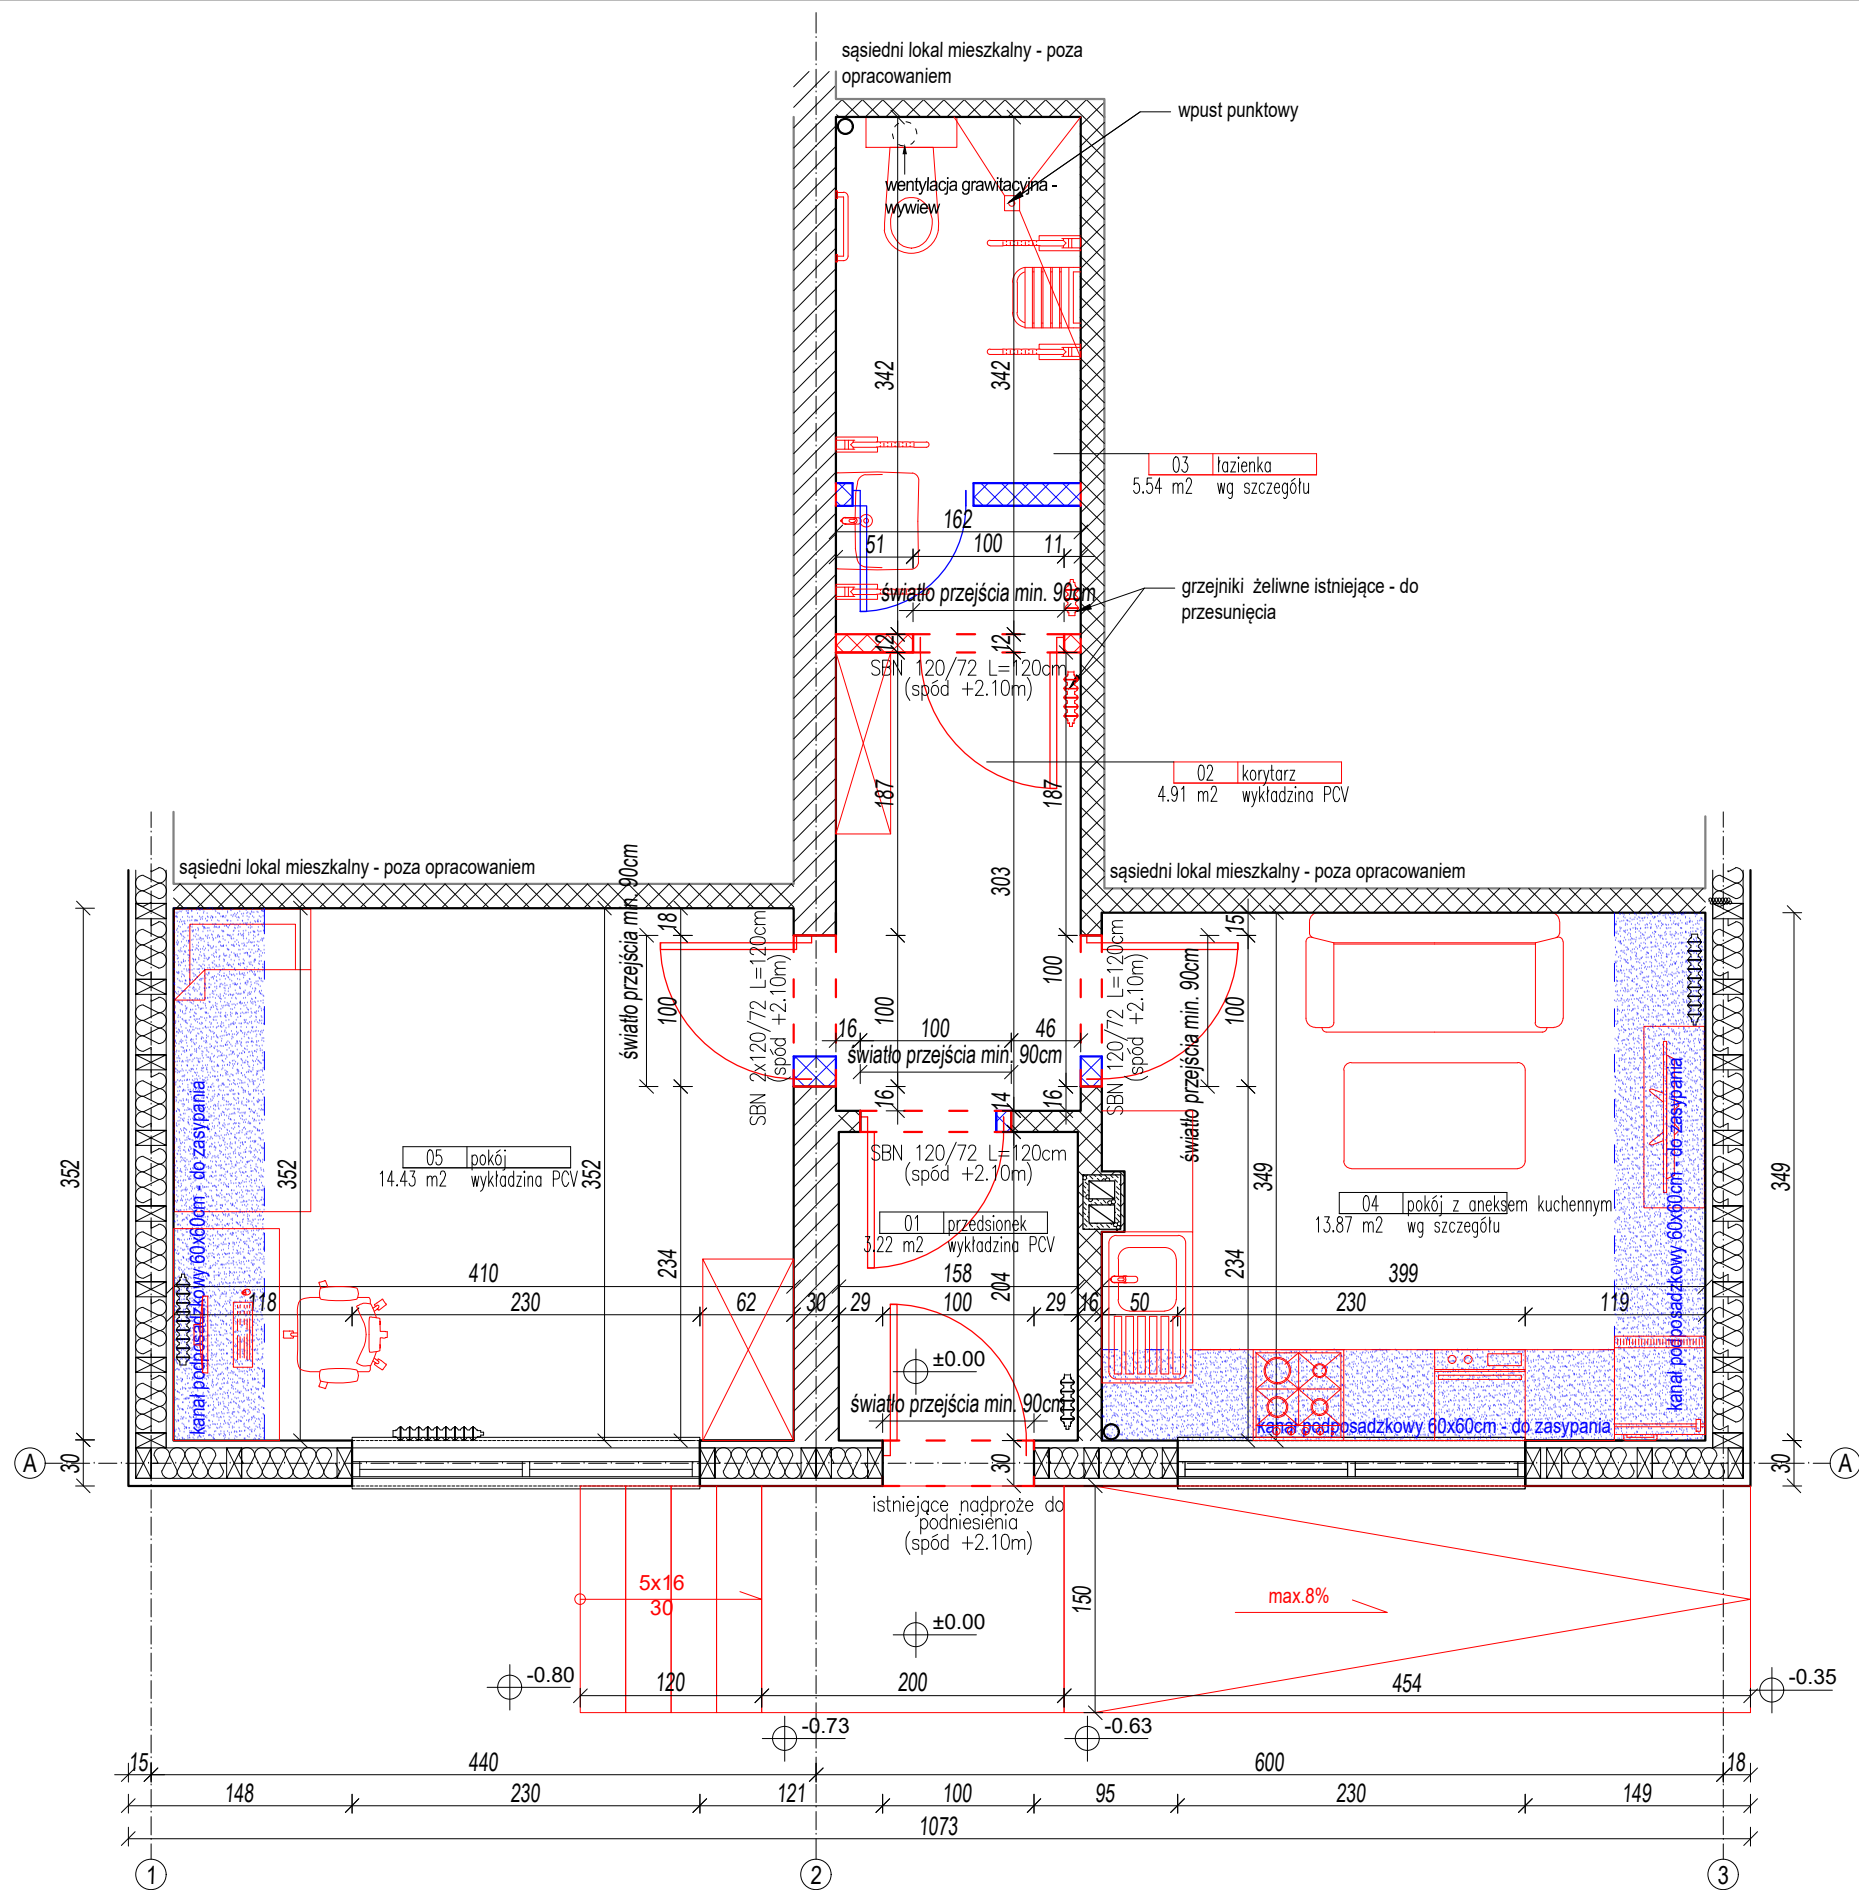 sąsiedni lokal mieszkalny - poza
opracowaniem
wpust punktowy
wentylacja grawitacyjna -
wywiew
342
342
03 łazienka
5.54 m2 wg szczegółu
162
51 100 11
światło przejścia min. 90cm
grzejniki żeliwne istniejące - do
przesunięcia
12 12
SBN 120/72 L=120cm
(spód +2.10m)
02 korytarz
4.91 m2 wykładzina PCV
187 187
303
sąsiedni lokal mieszkalny - poza opracowaniem
sąsiedni lokal mieszkalny - poza opracowaniem
światło przejścia min. 90cm
18
100
SBN 2x120/72 L=120cm
(spód +2.10m)
100
100
16 100 46
światło przejścia min. 90cm
16 14 16
SBN 120/72 L=120cm
(spód +2.10m)
światło przejścia min. 90cm
15
100
SBN 120/72 L=120cm
(spód +2.10m)
352
30
352
352
234
kanał podposadzkowy 60x60cm - do zasypania
05 pokój
14.43 m2 wykładzina PCV
01 przedsionek
3.22 m2 wykładzina PCV
204
04 pokój z aneksem kuchennym
13.87 m2 wg szczegółu
349
234
349
30
kanał podposadzkowy 60x60cm - do zasypania
410 158 399
118 230 62 30 29 100 29 16 50 230 119
±0.00
światło przejścia min. 90cm
kanał podposadzkowy 60x60cm - do zasypania
A A
30
istniejące nadproże do
podniesienia
(spód +2.10m)
5x16
30
150
max.8%
±0.00
-0.80
120 200 454
-0.35
-0.73
-0.63
15 440 600 18
148 230 121 100 95 230 149
1073
1 2 3